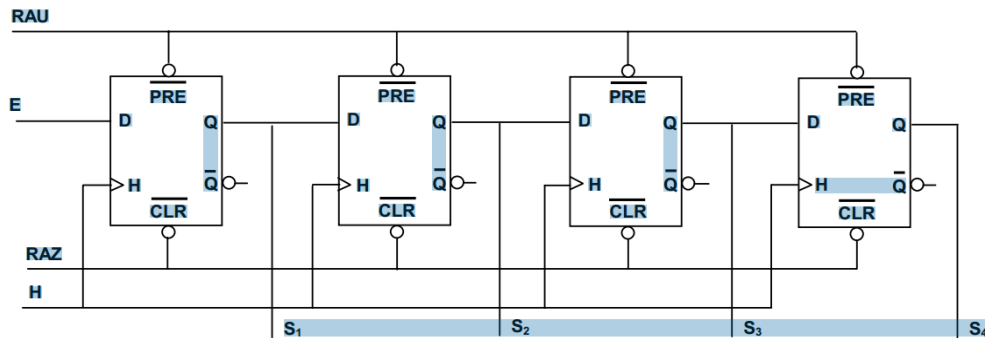 RAU
PRE PRE PRE PRE
E D Q D Q D Q D Q
H Q̅ H Q̅ H Q̅ H Q̅
CLR CLR CLR CLR
RAZ
H
S₁ S₂ S₃ S₄